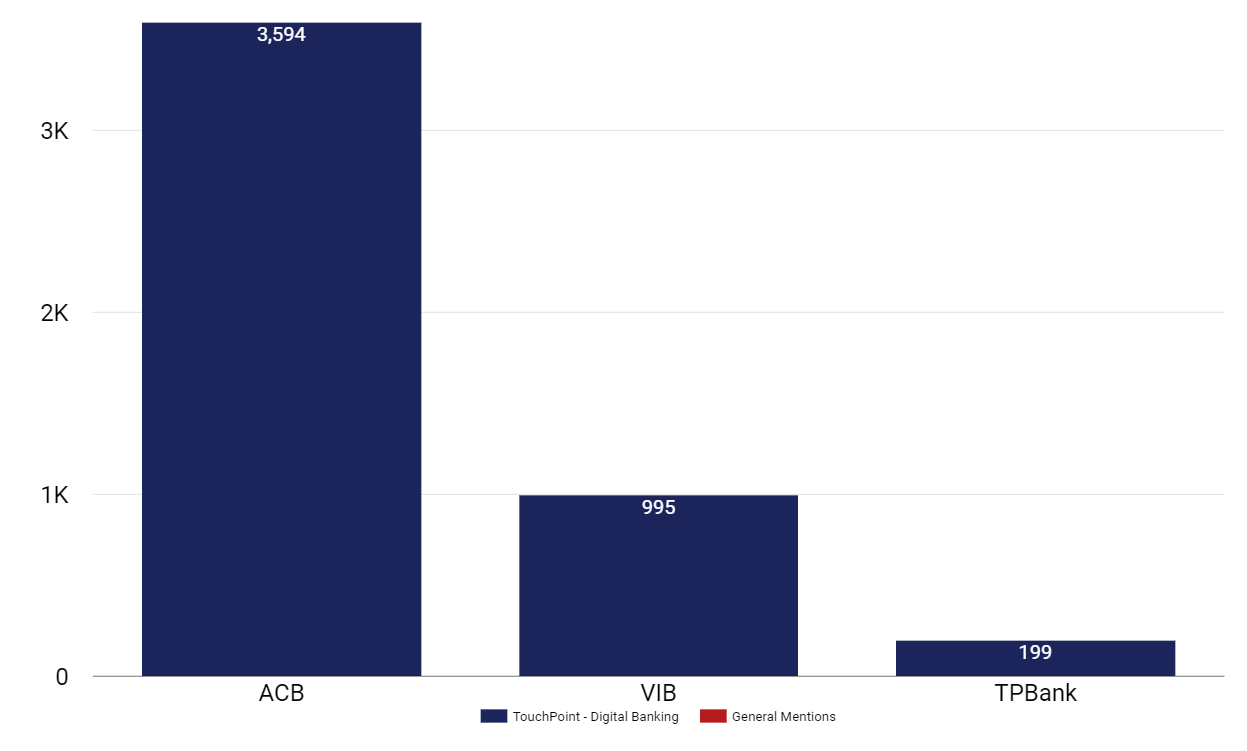 3,594
3K
2K
1K
995
199
0
ACB VIB TPBank
TouchPoint - Digital Banking General Mentions